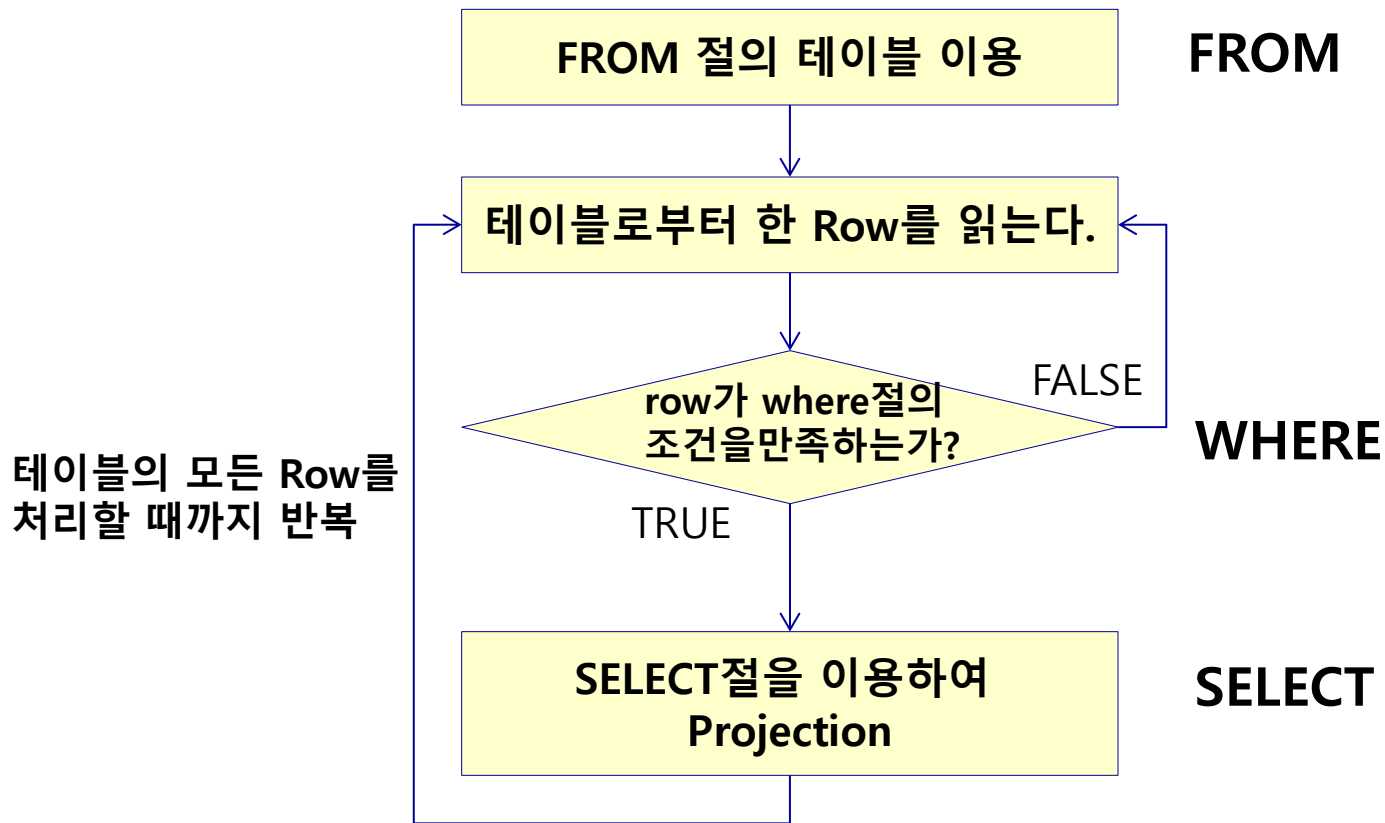 FROM 절의 테이블 이용
FROM
테이블로부터 한 Row를 읽는다.
row가 where절의
조건을만족하는가?
FALSE
WHERE
테이블의 모든 Row를
처리할 때까지 반복
TRUE
SELECT절을 이용하여
Projection
SELECT